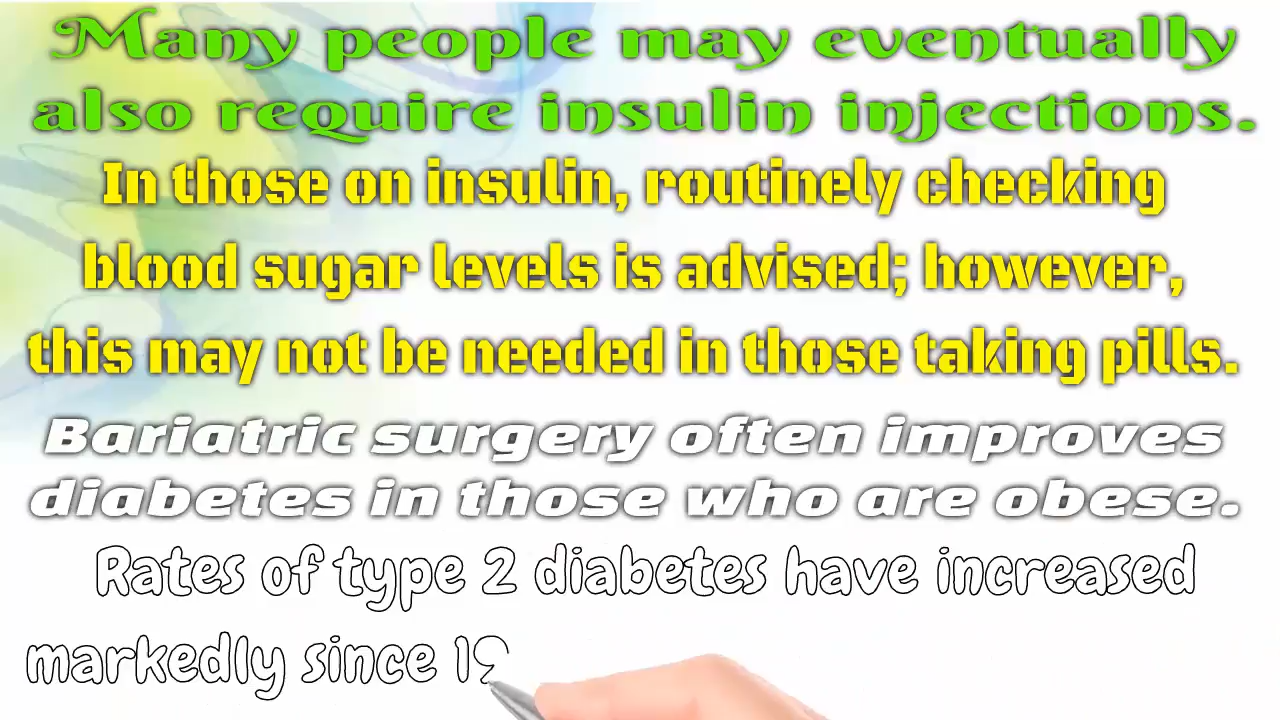 Many people may eventually
also require insulin injections.
In those on insulin, routinely checking
blood sugar levels is advised; however,
this may not be needed in those taking pills.
Bariatric surgery often improves
diabetes in those who are obese.
Rates of type 2 diabetes have increased
markedly since 19